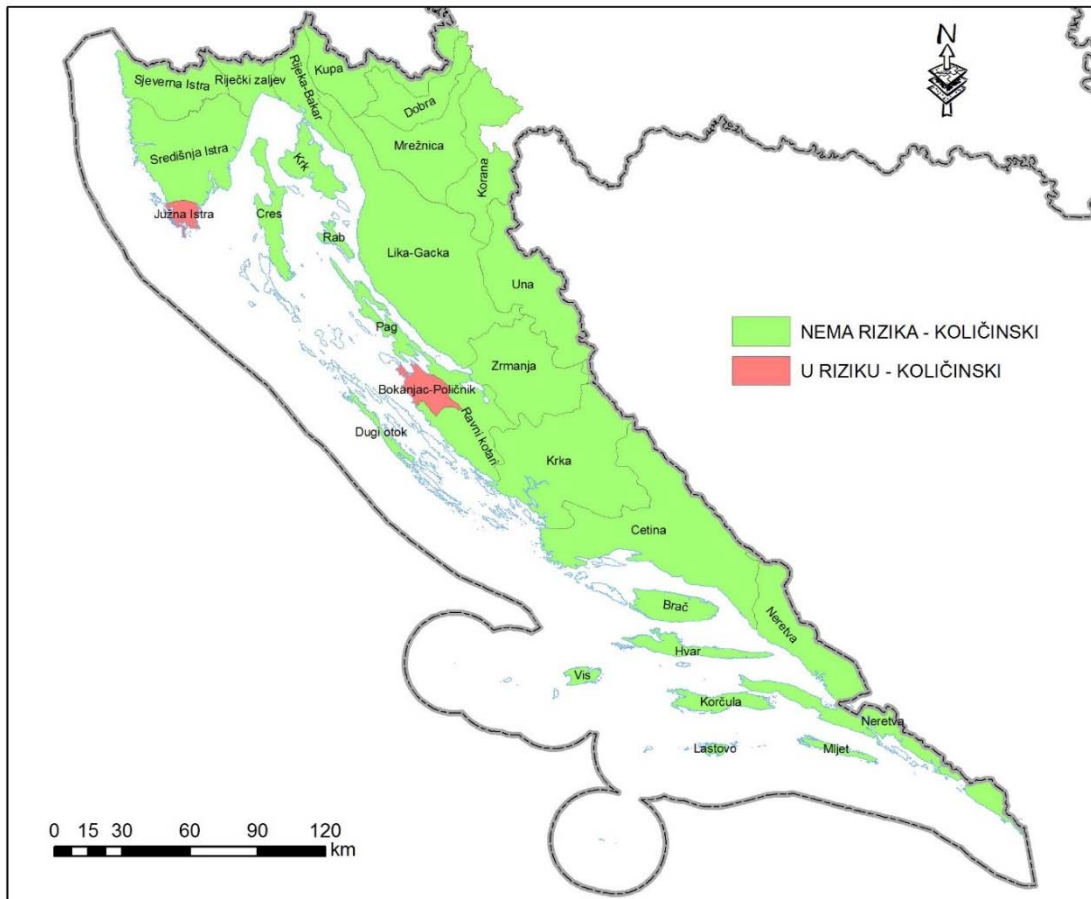 N
Sjeverna Istra
Riječki zaljev
Rijeka-Bakar
Kupa
Dobra
Mrežnica
Korana
Središnja Istra
Krk
Južna Istra
Cres
Rab
Lika-Gacka
Una
Pag
NEMA RIZIKA - KOLIČINSKI
U RIZIKU - KOLIČINSKI
Zrmanja
Bokanjac-Poličnik
Ravni kotari
Dugi otok
Krka
Cetina
Brač
Neretva
Hvar
Vis
Korčula
Neretva
Lastovo
Mljet
0 15 30 60 90 120
km